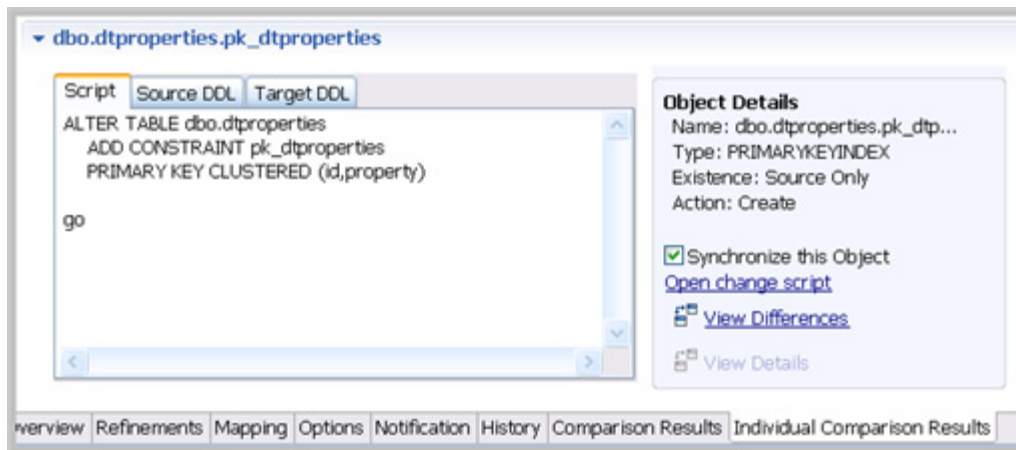 dbo.dtproperties.pk_dtproperties
Script Source DDL Target DDL
ALTER TABLE dbo.dtproperties
ADD CONSTRAINT pk_dtproperties
PRIMARY KEY CLUSTERED (id,property)
go
Object Details
Name: dbo.dtproperties.pk_dtp...
Type: PRIMARYKEYINDEX
Existence: Source Only
Action: Create
Synchronize this Object
Open change script
View Differences
View Details
verview Refinements Mapping Options Notification History Comparison Results Individual Comparison Results